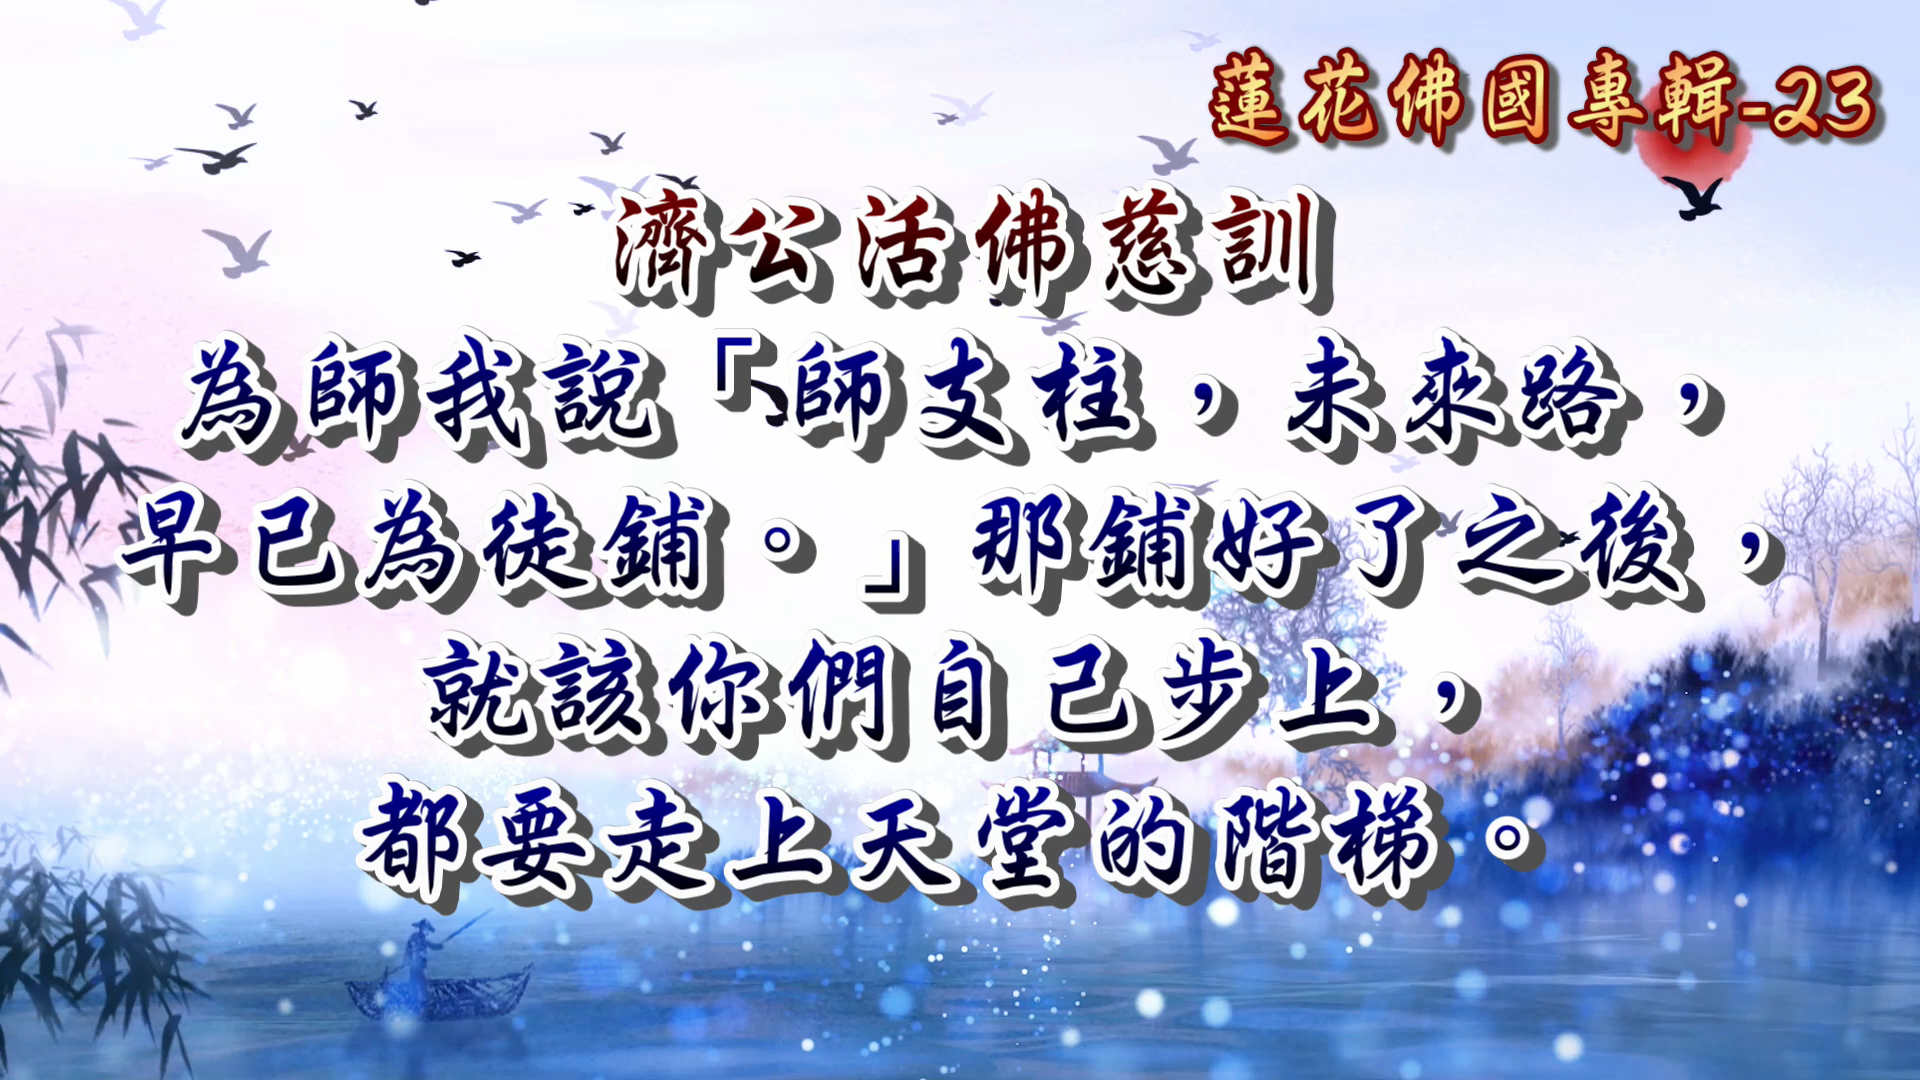 蓮花佛國專輯-23
濟公活佛慈訓
為師我說「師支柱，未來路，
早已為徒鋪。」那鋪好了之後，
就該你們自己步上，
都要走上天堂的階梯。